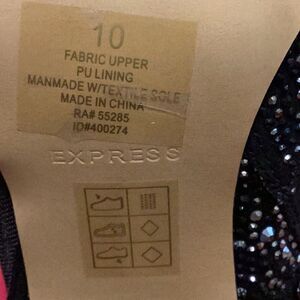 10
FABRIC UPPER
PU LINING
MANMADE W/TEXTILE SOLE
MADE IN CHINA
RA# 55285
ID#400274
EXPRESS